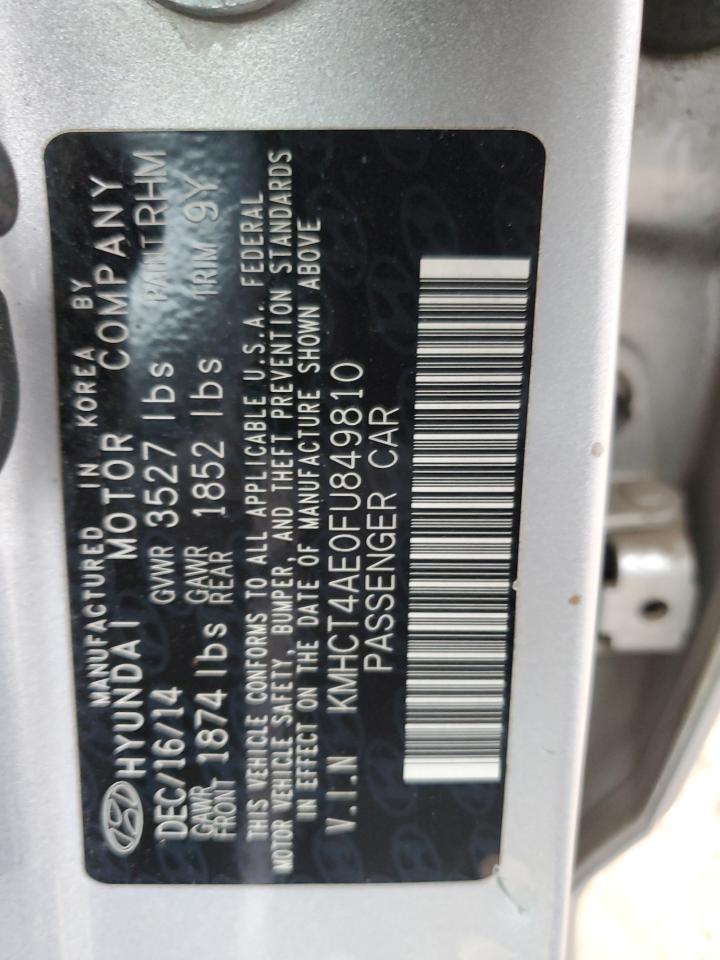 MANUFACTURED IN KOREA BY
HYUNDAI MOTOR COMPANY
DEC/16/14 GVWR 3527 lbs PAINT RHM
GAWR FRONT 1874 lbs GAWR REAR 1852 lbs TRIM 9Y
THIS VEHICLE CONFORMS TO ALL APPLICABLE U.S.A. FEDERAL
MOTOR VEHICLE SAFETY, BUMPER, AND THEFT PREVENTION STANDARDS
IN EFFECT ON THE DATE OF MANUFACTURE SHOWN ABOVE
V.I.N KMHCT4AE0FU849810
PASSENGER CAR